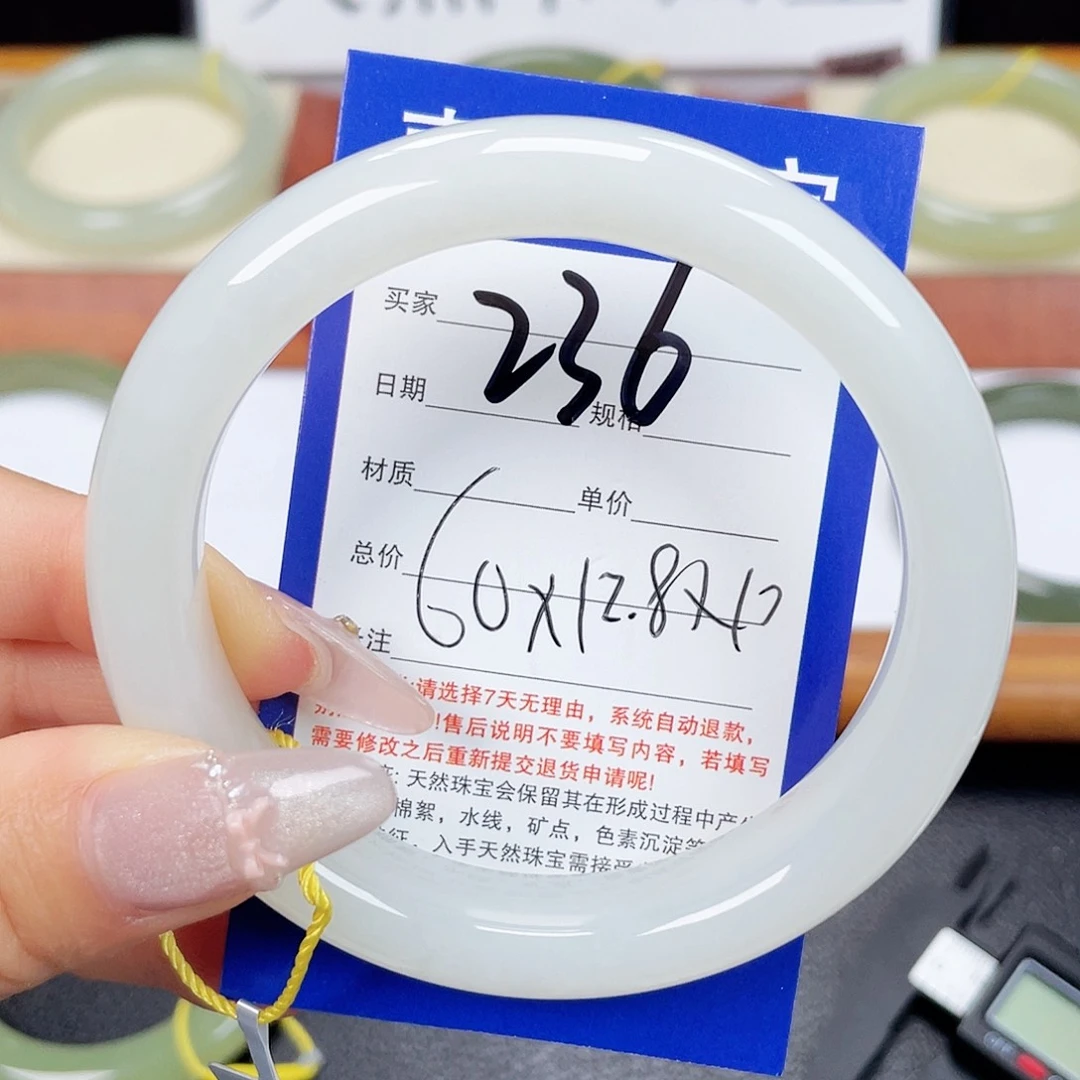 买家 236
日期 规格
材质 单价
总价 60x12.8x12
注
请选择7天无理由，系统自动退款，
!售后说明不要填写内容，若填写
需要修改之后重新提交退货申请呢!
: 天然珠宝会保留其在形成过程中产
棉絮，水线，矿点，色素沉淀等
征，入手天然珠宝需接受